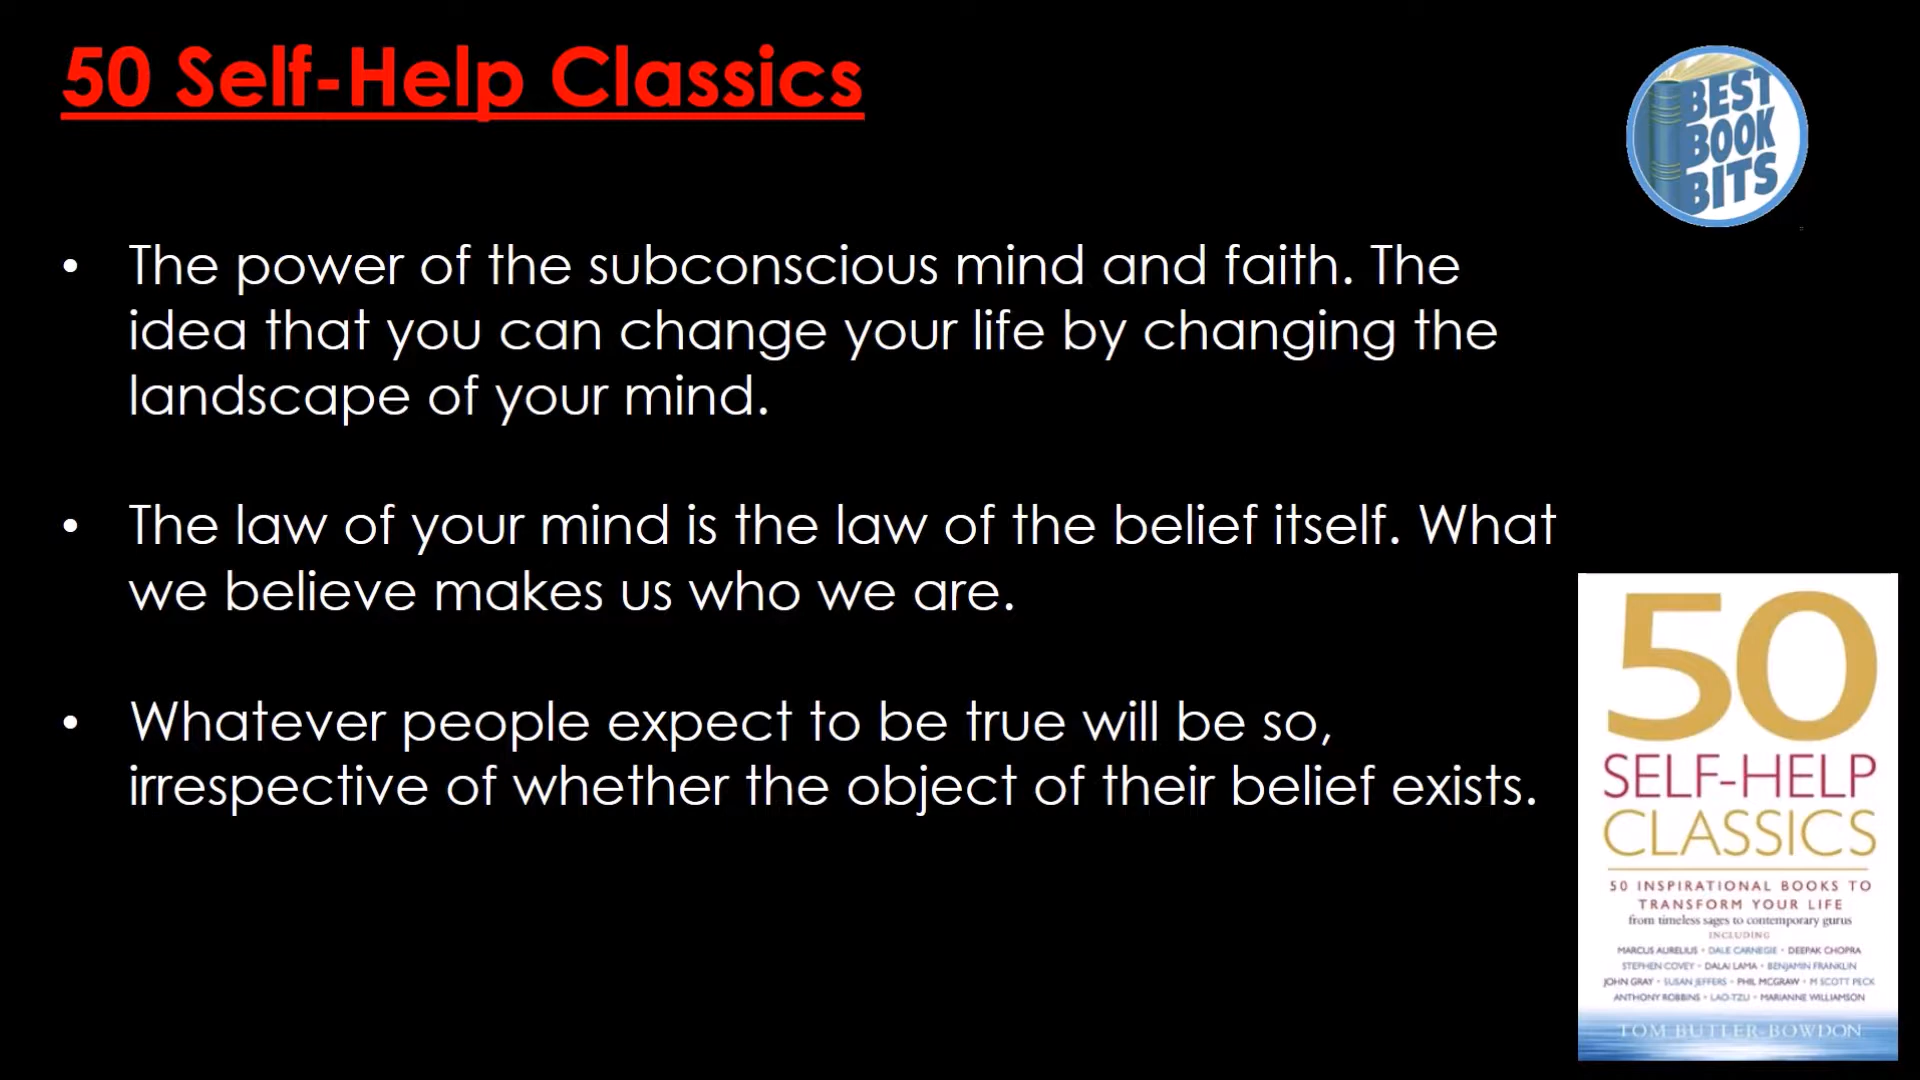 50 Self-Help Classics
BEST
BOOK
BITS
• The power of the subconscious mind and faith. The
idea that you can change your life by changing the
landscape of your mind.
• The law of your mind is the law of the belief itself. What
we believe makes us who we are.
• Whatever people expect to be true will be so,
irrespective of whether the object of their belief exists.
50
SELF-HELP
CLASSICS
50 INSPIRATIONAL BOOKS TO
TRANSFORM YOUR LIFE
from timeless sages to contemporary gurus
INCLUDING
MARCUS AURELIUS • DALE CARNEGIE • DEEPAK CHOPRA
STEPHEN COVEY • DALAI LAMA • BENJAMIN FRANKLIN
JOHN GRAY • SUSAN JEFFERS • PHIL MCGRAW • M SCOTT PECK
ANTHONY ROBBINS • LAO-TZU • MARIANNE WILLIAMSON
TOM BUTLER-BOWDON